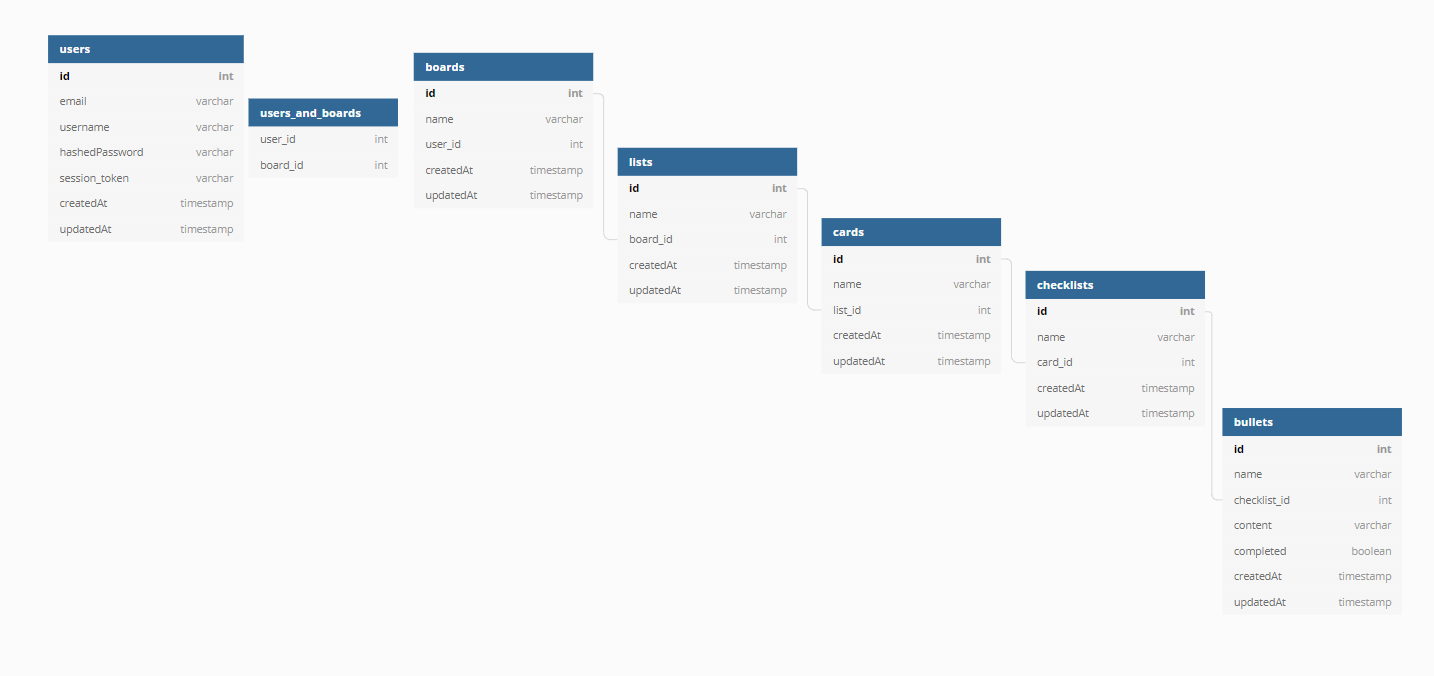 users
id int
email varchar
username varchar
hashedPassword varchar
session_token varchar
createdAt timestamp
updatedAt timestamp
users_and_boards
user_id int
board_id int
boards
id int
name varchar
user_id int
createdAt timestamp
updatedAt timestamp
lists
id int
name varchar
board_id int
createdAt timestamp
updatedAt timestamp
cards
id int
name varchar
list_id int
createdAt timestamp
updatedAt timestamp
checklists
id int
name varchar
card_id int
createdAt timestamp
updatedAt timestamp
bullets
id int
name varchar
checklist_id int
content varchar
completed boolean
createdAt timestamp
updatedAt timestamp